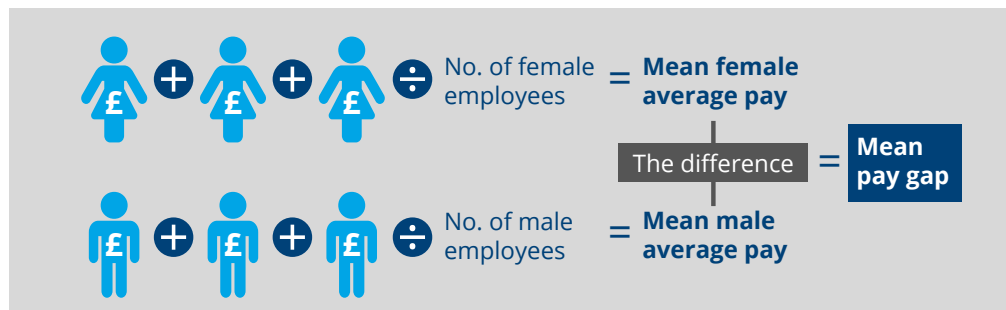 £ + £ + £ ÷ No. of female employees = Mean female average pay
The difference = Mean pay gap
£ + £ + £ ÷ No. of male employees = Mean male average pay